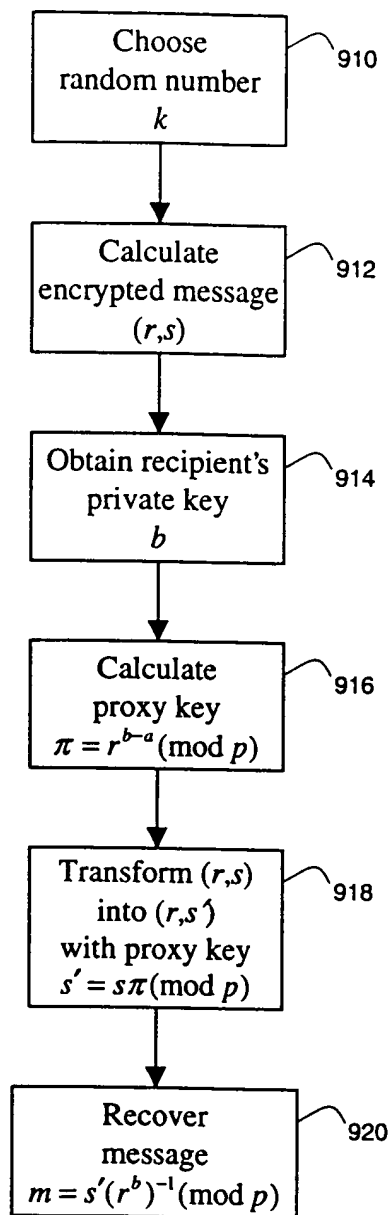 Choose
random number
k
910
Calculate
encrypted message
(r,s)
912
Obtain recipient's
private key
b
914
Calculate
proxy key
π = r^{b−a}(mod p)
916
Transform (r,s)
into (r,s′)
with proxy key
s′ = sπ(mod p)
918
Recover
message
m = s′(r^b)^{−1}(mod p)
920